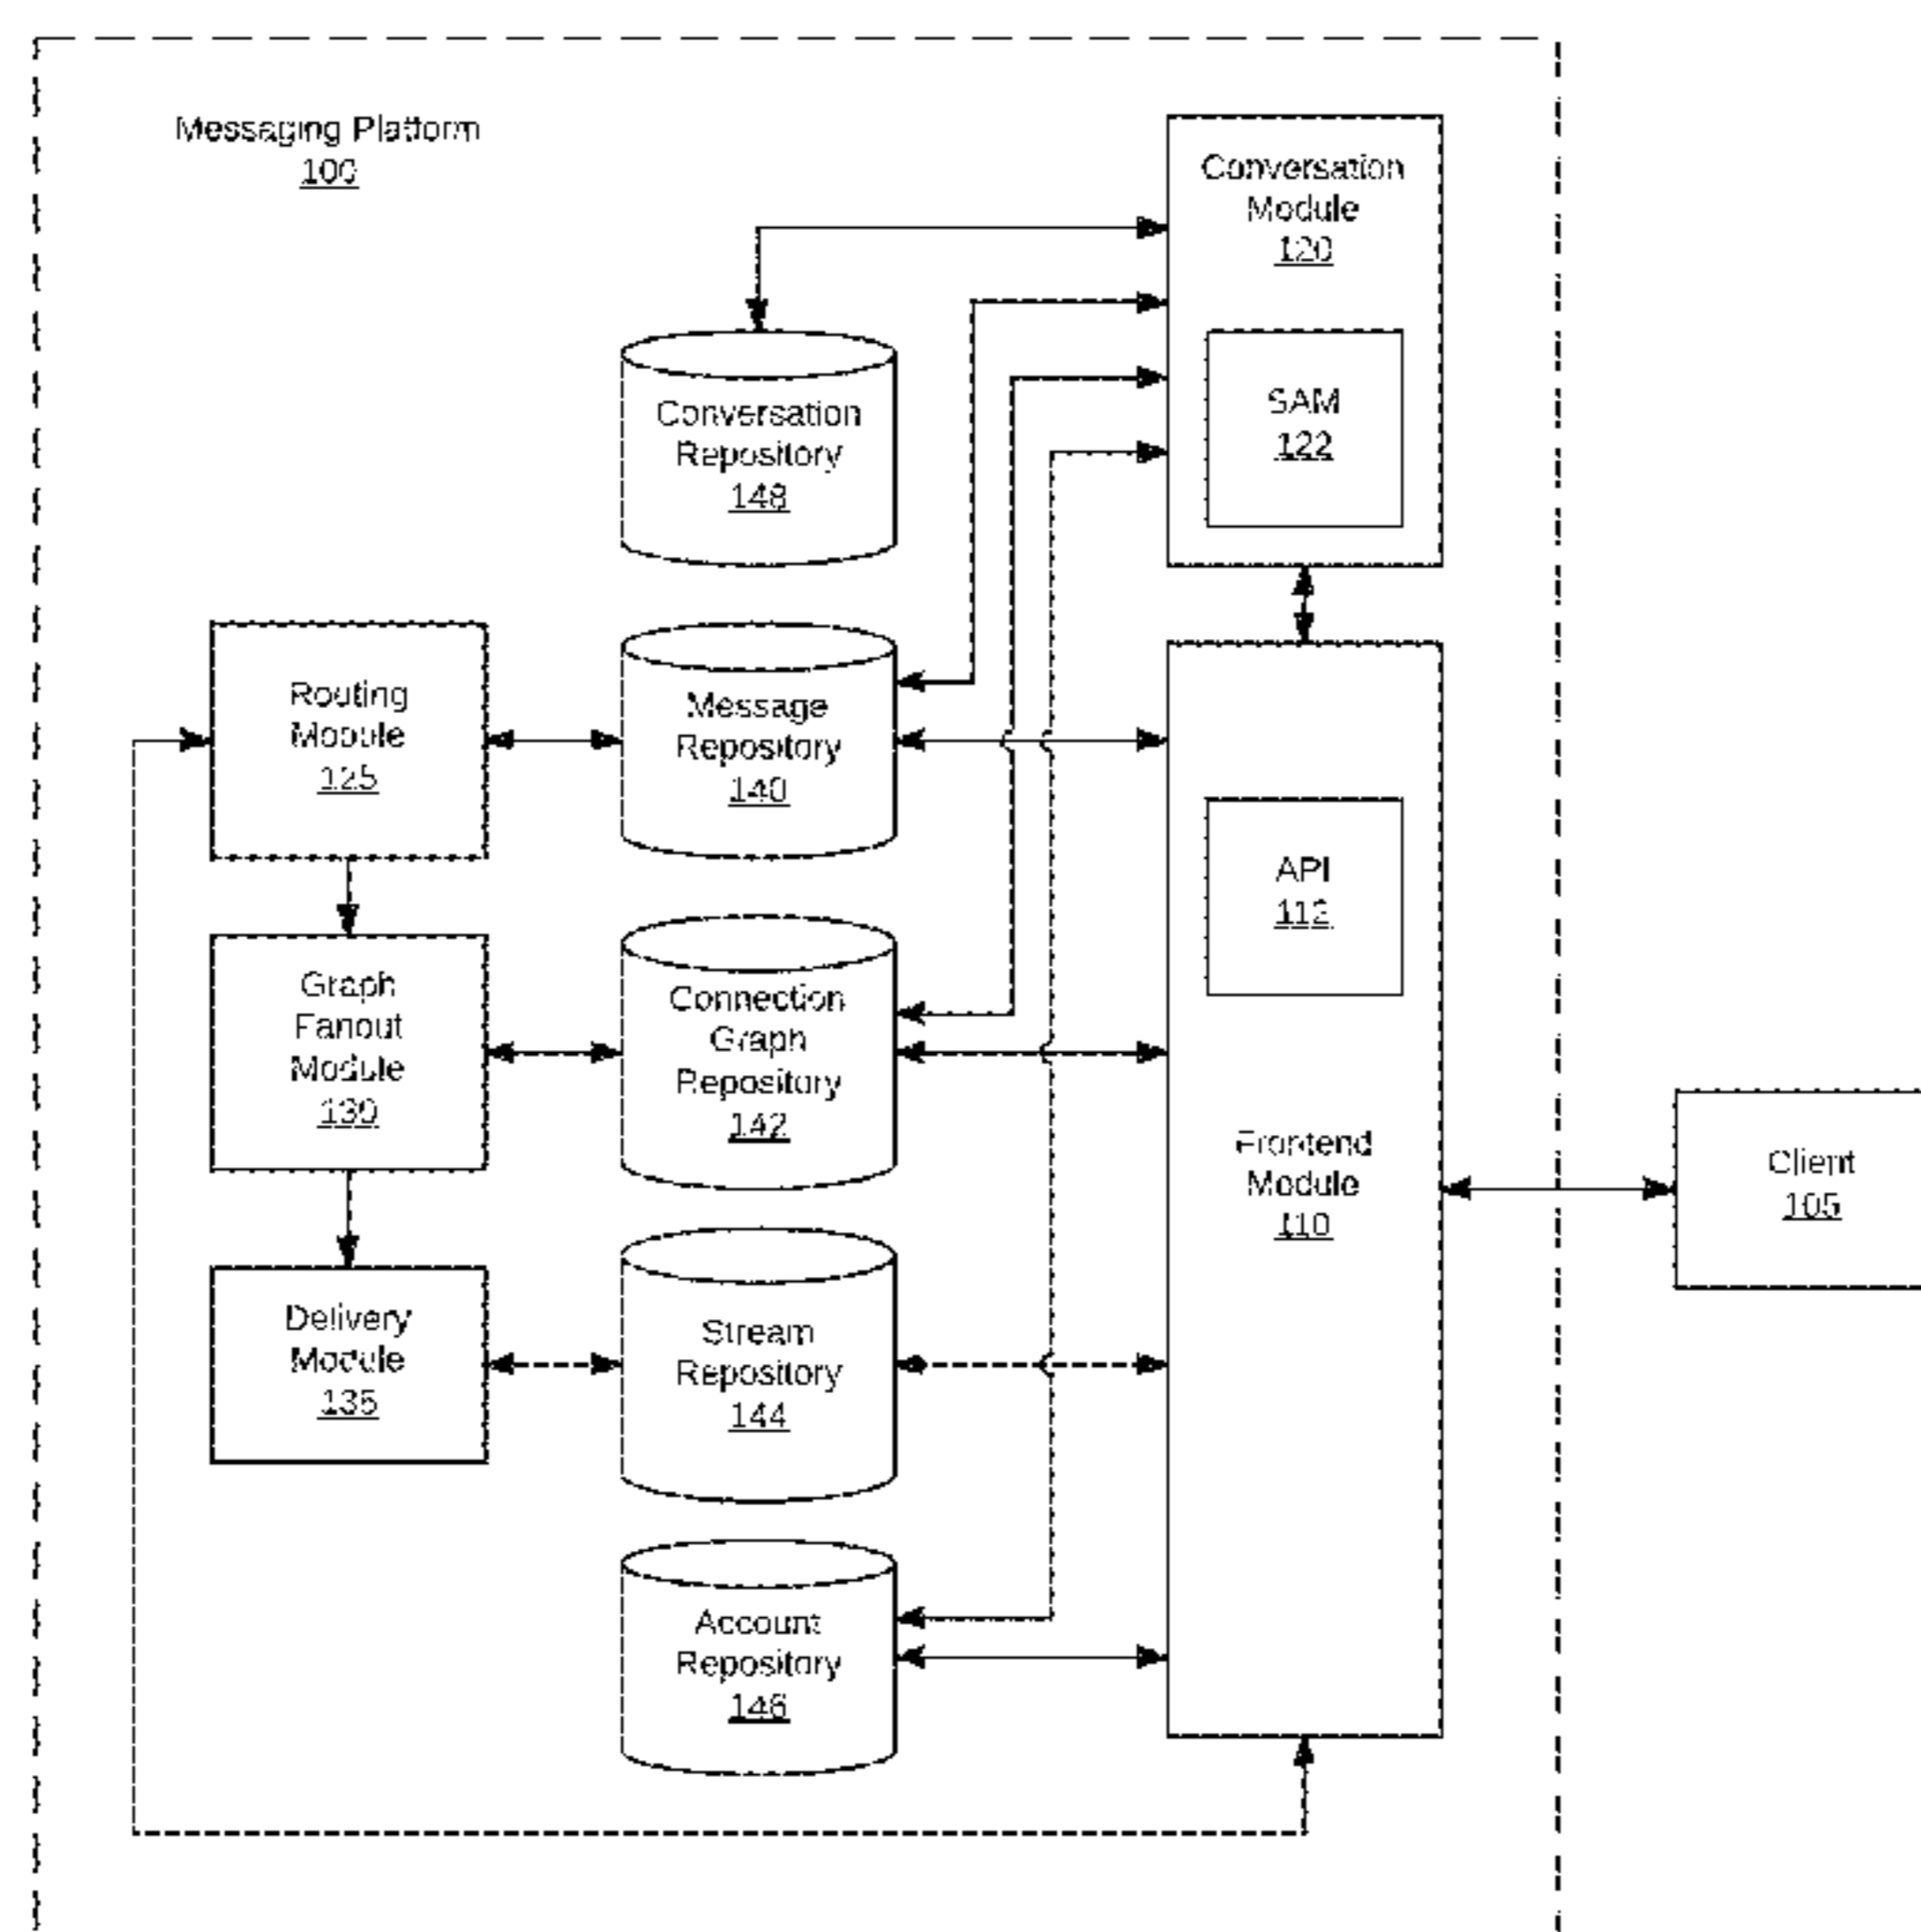 Messaging Platform
100
Conversation
Module
120
SAM
122
Conversation
Repository
148
Routing
Module
125
Message
Repository
140
API
112
Graph
Fanout
Module
130
Connection
Graph
Repository
142
Frontend
Module
110
Client
105
Delivery
Module
135
Stream
Repository
144
Account
Repository
146